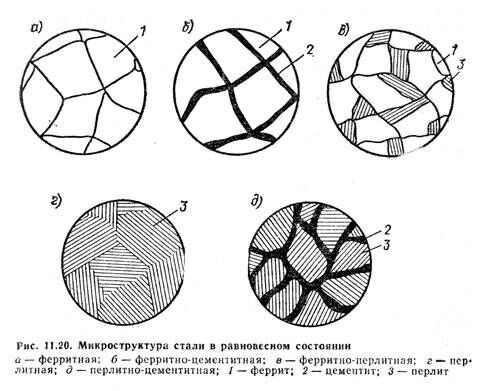 а) 1
б) 1 2
в) 1 3
г) 3
д) 2 3
Рис. 11.20. Микроструктура стали в равновесном состоянии
а — ферритная; б — ферритно-цементитная; в — ферритно-перлитная; г — пер-
литная; д — перлитно-цементитная; 1 — феррит; 2 — цементит; 3 — перлит